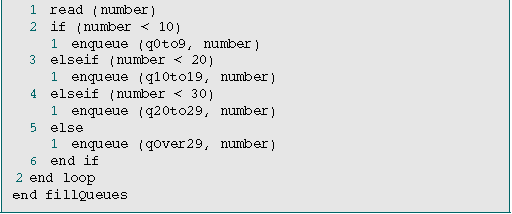 1 read (number)
2 if (number < 10)
1 enqueue (q0to9, number)
3 elseif (number < 20)
1 enqueue (q10to19, number)
4 elseif (number < 30)
1 enqueue (q20to29, number)
5 else
1 enqueue (qOver29, number)
6 end if
2 end loop
end fillQueues